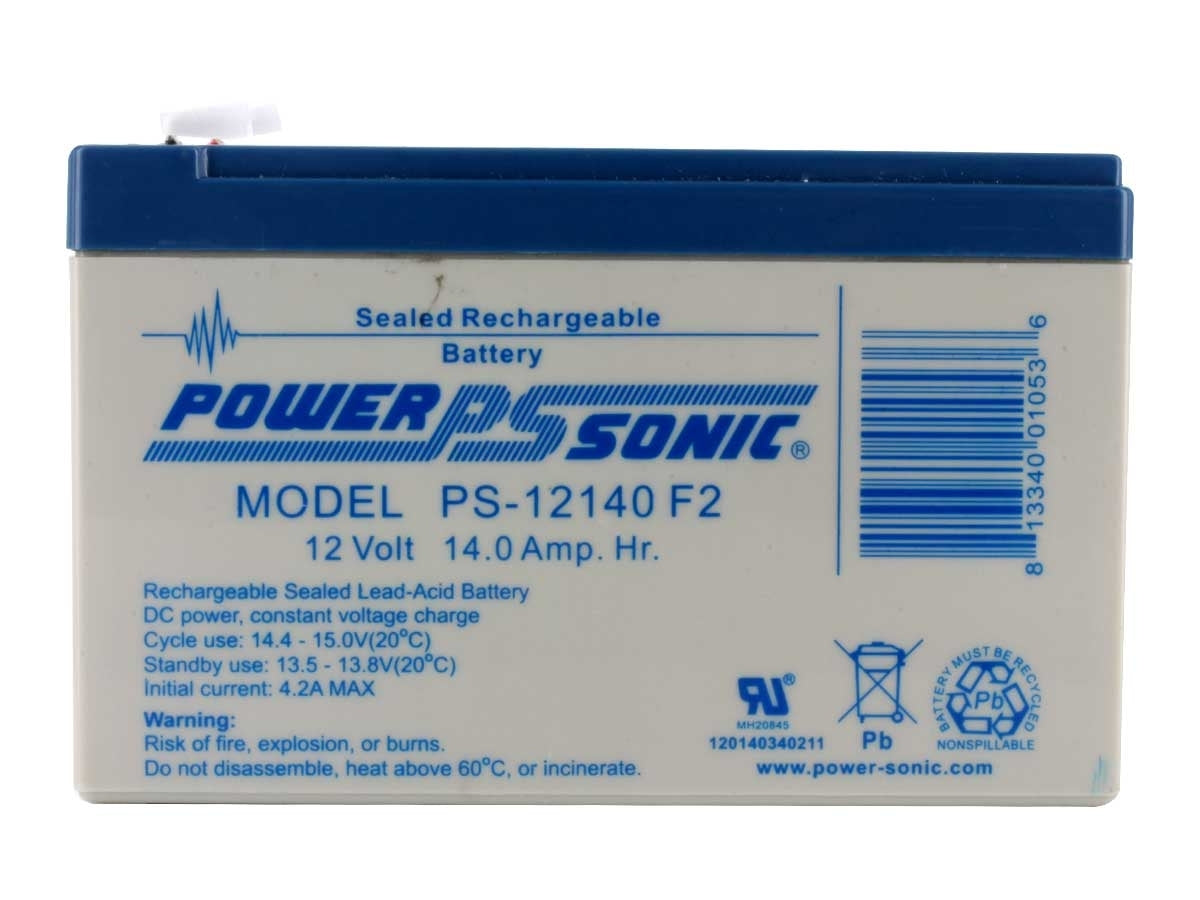 Sealed Rechargeable
Battery
POWER PS SONIC®
MODEL PS-12140 F2
12 Volt 14.0 Amp. Hr.
Rechargeable Sealed Lead-Acid Battery
DC power, constant voltage charge
Cycle use: 14.4 - 15.0V(20°C)
Standby use: 13.5 - 13.8V(20°C)
Initial current: 4.2A MAX
Warning:
Risk of fire, explosion, or burns.
Do not disassemble, heat above 60°C, or incinerate.
8 13340 01053 6
RU®
MH20845
120140340211
Pb
BATTERY MUST BE RECYCLED
Pb
NONSPILLABLE
www.power-sonic.com